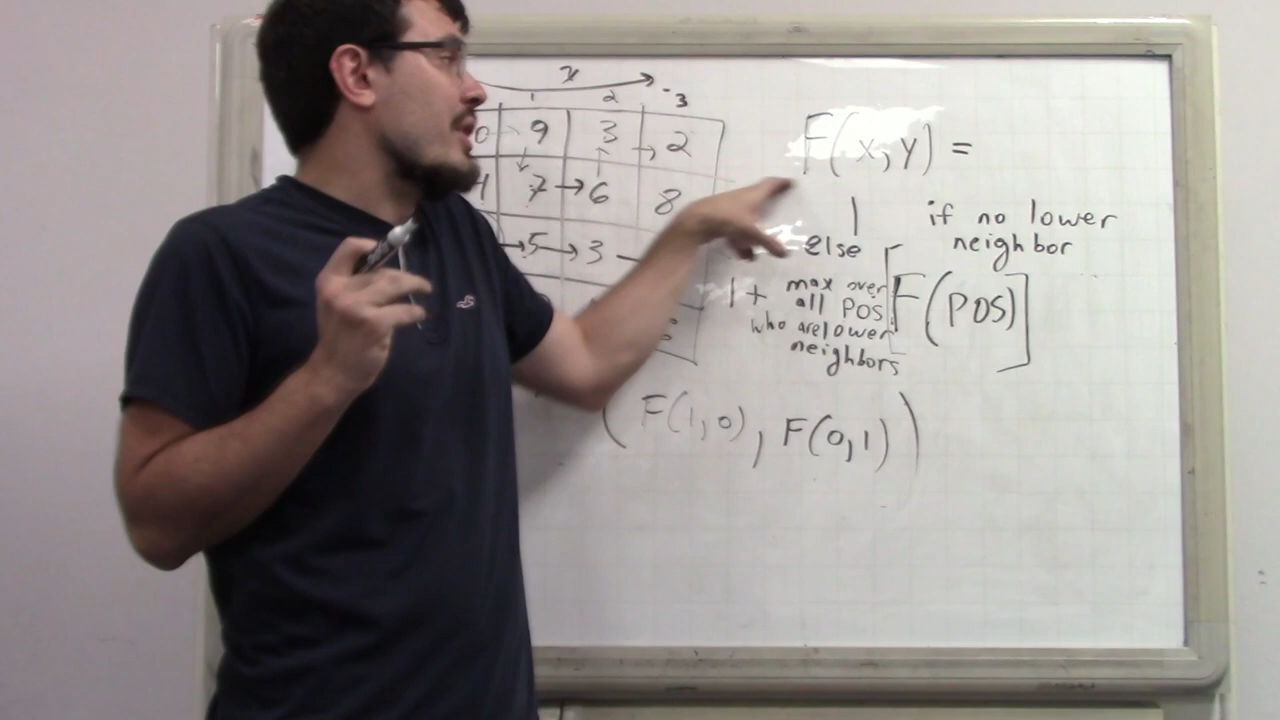 x
1 2 3
0 9 3 2
7 6 8
5 3
F(x,y) =
1 if no lower neighbor
else
1 + max over all POS who are lower neighbors [F(POS)]
(F(1,0), F(0,1))